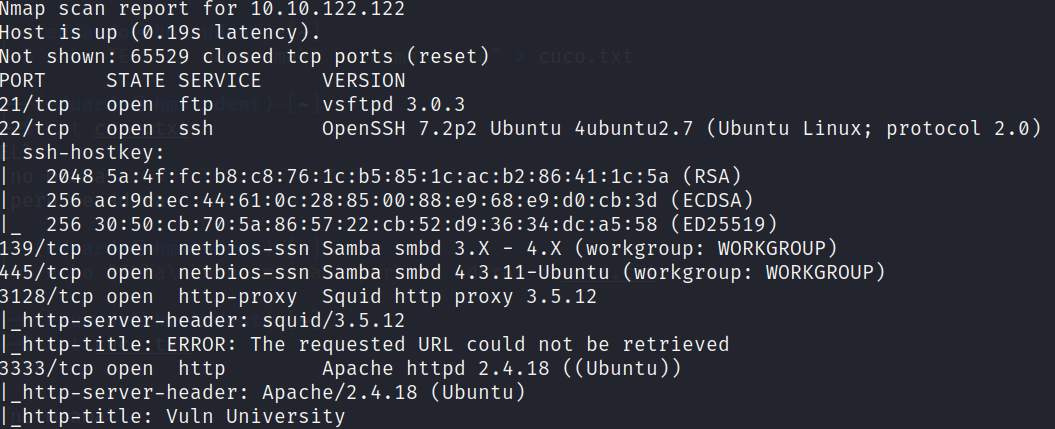 Nmap scan report for 10.10.122.122
Host is up (0.19s latency).
Not shown: 65529 closed tcp ports (reset)
PORT     STATE SERVICE     VERSION
21/tcp   open  ftp         vsftpd 3.0.3
22/tcp   open  ssh         OpenSSH 7.2p2 Ubuntu 4ubuntu2.7 (Ubuntu Linux; protocol 2.0)
| ssh-hostkey:
|   2048 5a:4f:fc:b8:c8:76:1c:b5:85:1c:ac:b2:86:41:1c:5a (RSA)
|   256 ac:9d:ec:44:61:0c:28:85:00:88:e9:68:e9:d0:cb:3d (ECDSA)
|_  256 30:50:cb:70:5a:86:57:22:cb:52:d9:36:34:dc:a5:58 (ED25519)
139/tcp  open  netbios-ssn Samba smbd 3.X - 4.X (workgroup: WORKGROUP)
445/tcp  open  netbios-ssn Samba smbd 4.3.11-Ubuntu (workgroup: WORKGROUP)
3128/tcp open  http-proxy  Squid http proxy 3.5.12
|_http-server-header: squid/3.5.12
|_http-title: ERROR: The requested URL could not be retrieved
3333/tcp open  http        Apache httpd 2.4.18 ((Ubuntu))
|_http-server-header: Apache/2.4.18 (Ubuntu)
|_http-title: Vuln University